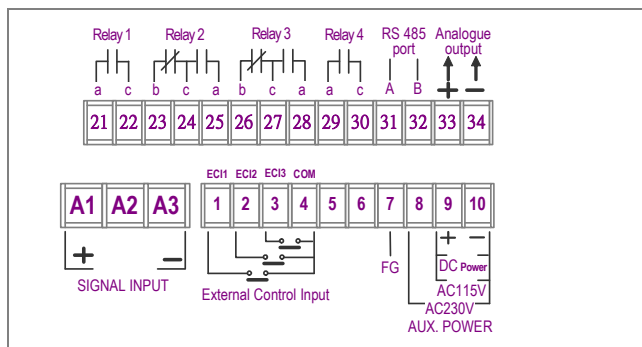 Relay 1 Relay 2 Relay 3 Relay 4 RS 485 Analogue
port output
a c b c a b c a a c A B + −
21 22 23 24 25 26 27 28 29 30 31 32 33 34
ECI1 ECI2 ECI3 COM
A1 A2 A3 1 2 3 4 5 6 7 8 9 10
+ − + −
FG DC Power
SIGNAL INPUT External Control Input AC115V
AC230V
AUX. POWER